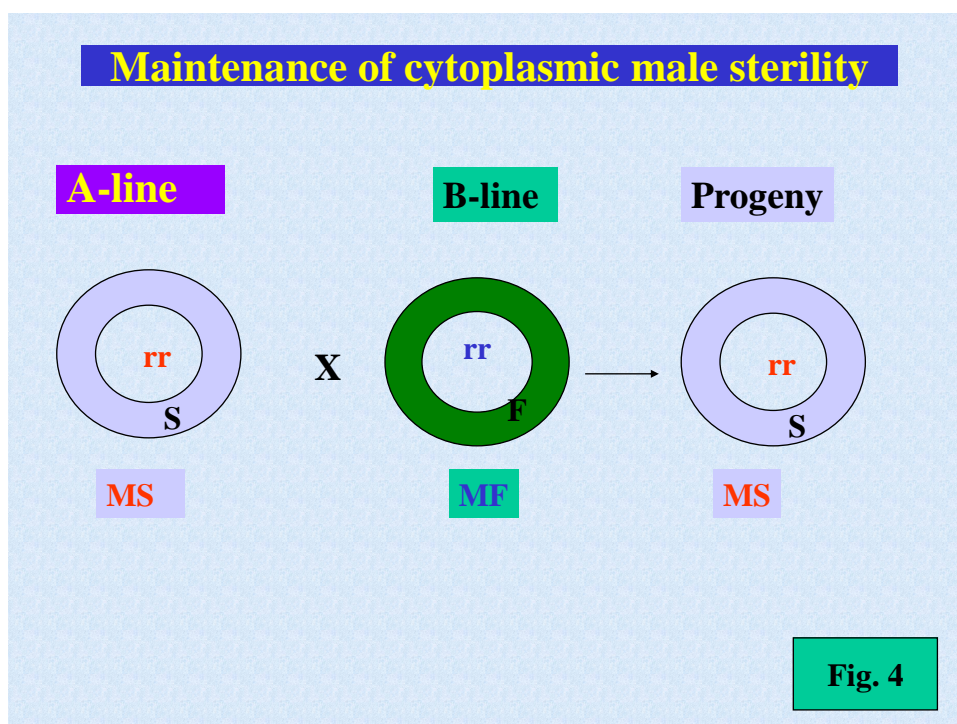 Maintenance of cytoplasmic male sterility
A-line
B-line
Progeny
rr
S
X
rr
F
rr
S
MS
MF
MS
Fig. 4